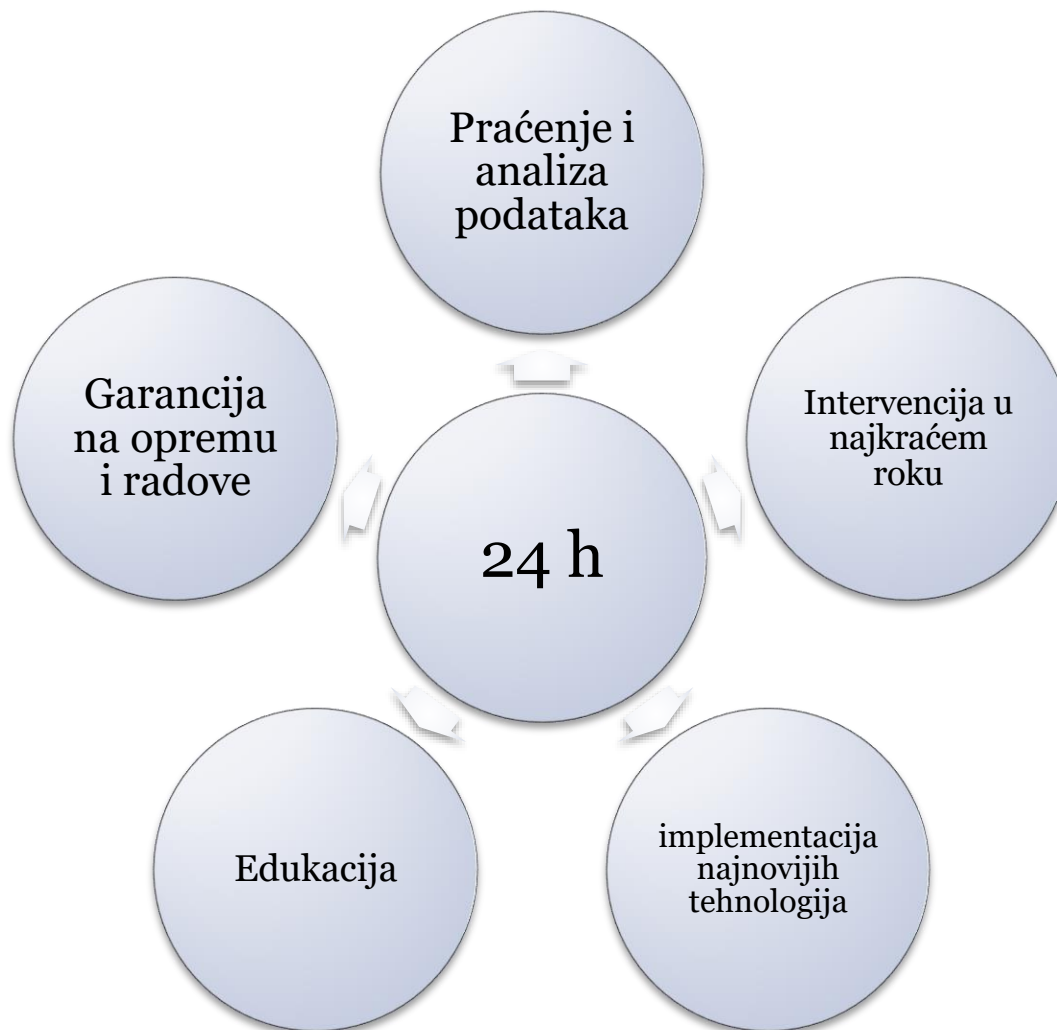 Praćenje i
analiza
podataka
Garancija
na opremu
i radove
Intervencija u
najkraćem
roku
24 h
Edukacija
implementacija
najnovijih
tehnologija